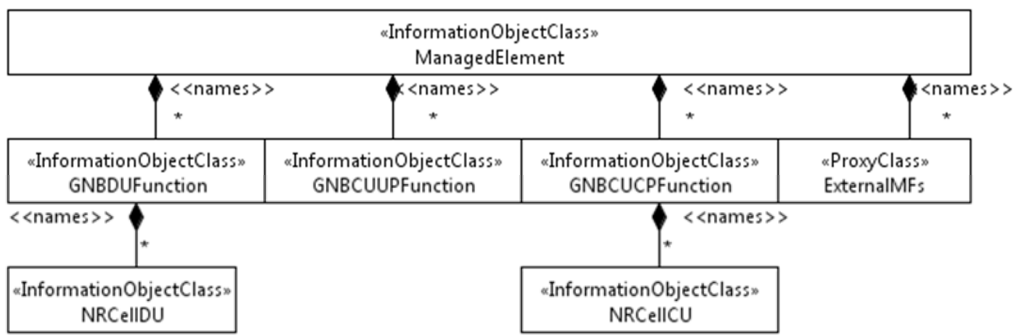 «InformationObjectClass»
ManagedElement
<<names>> <<names>> <<names>> <<names>>
* * * *
«InformationObjectClass» «InformationObjectClass» «InformationObjectClass» «ProxyClass»
GNBDUFunction GNBCUUPFunction GNBCUCPFunction ExternalMFs
<<names>> <<names>>
* *
«InformationObjectClass» «InformationObjectClass»
NRCellDU NRCellCU